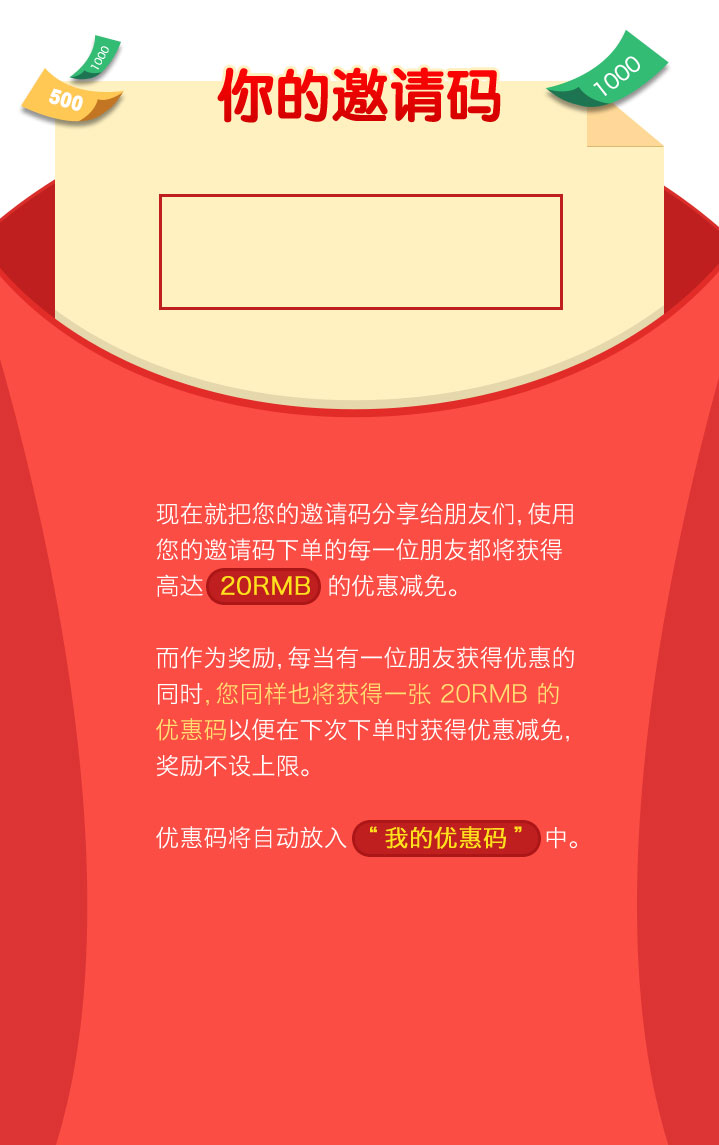 1000
500
你的邀请码
1000
现在就把您的邀请码分享给朋友们, 使用
您的邀请码下单的每一位朋友都将获得
高达 20RMB 的优惠减免。
而作为奖励, 每当有一位朋友获得优惠的
同时, 您同样也将获得一张 20RMB 的
优惠码以便在下次下单时获得优惠减免,
奖励不设上限。
优惠码将自动放入 “ 我的优惠码 ” 中。